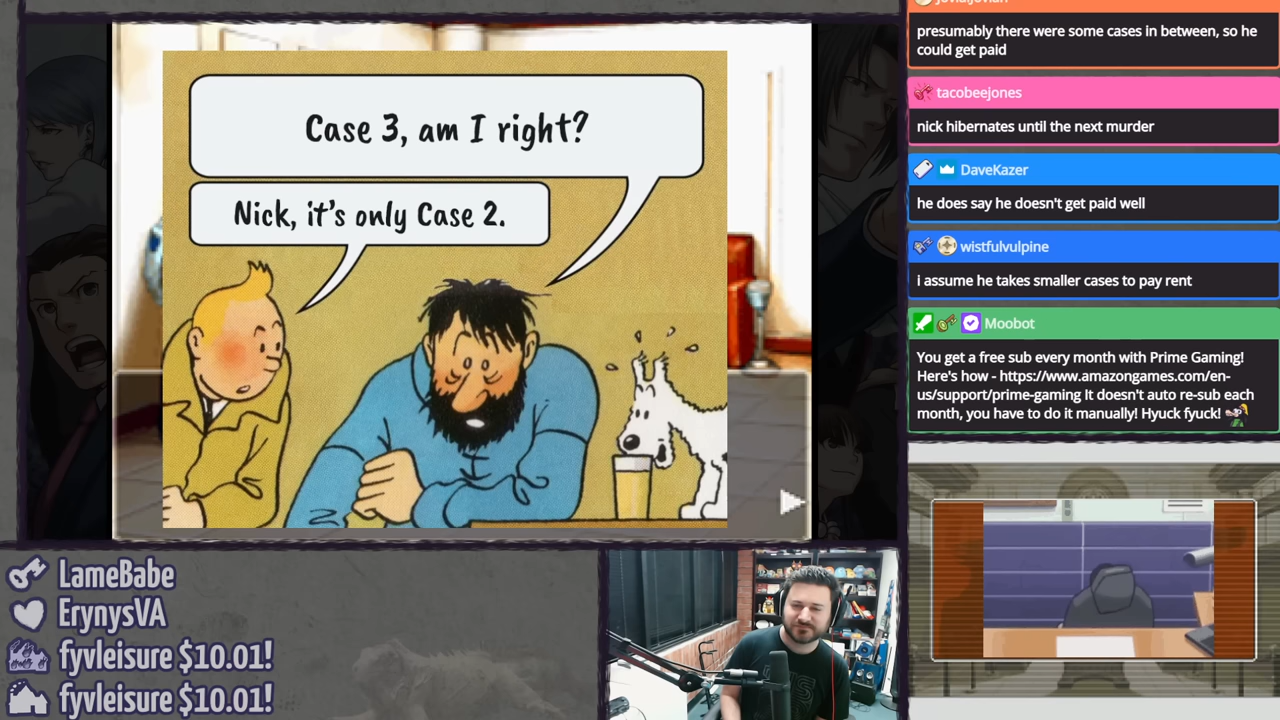 Case 3, am I right?
Nick, it's only Case 2.
presumably there were some cases in between, so he
could get paid
tacobeejones
nick hibernates until the next murder
DaveKazer
he does say he doesn't get paid well
wistfulvulpine
i assume he takes smaller cases to pay rent
Moobot
You get a free sub every month with Prime Gaming!
Here's how - https://www.amazongames.com/en-
us/support/prime-gaming It doesn't auto re-sub each
month, you have to do it manually! Hyuck fyuck!
LameBabe
ErynysVA
fyvleisure $10.01!
fyvleisure $10.01!